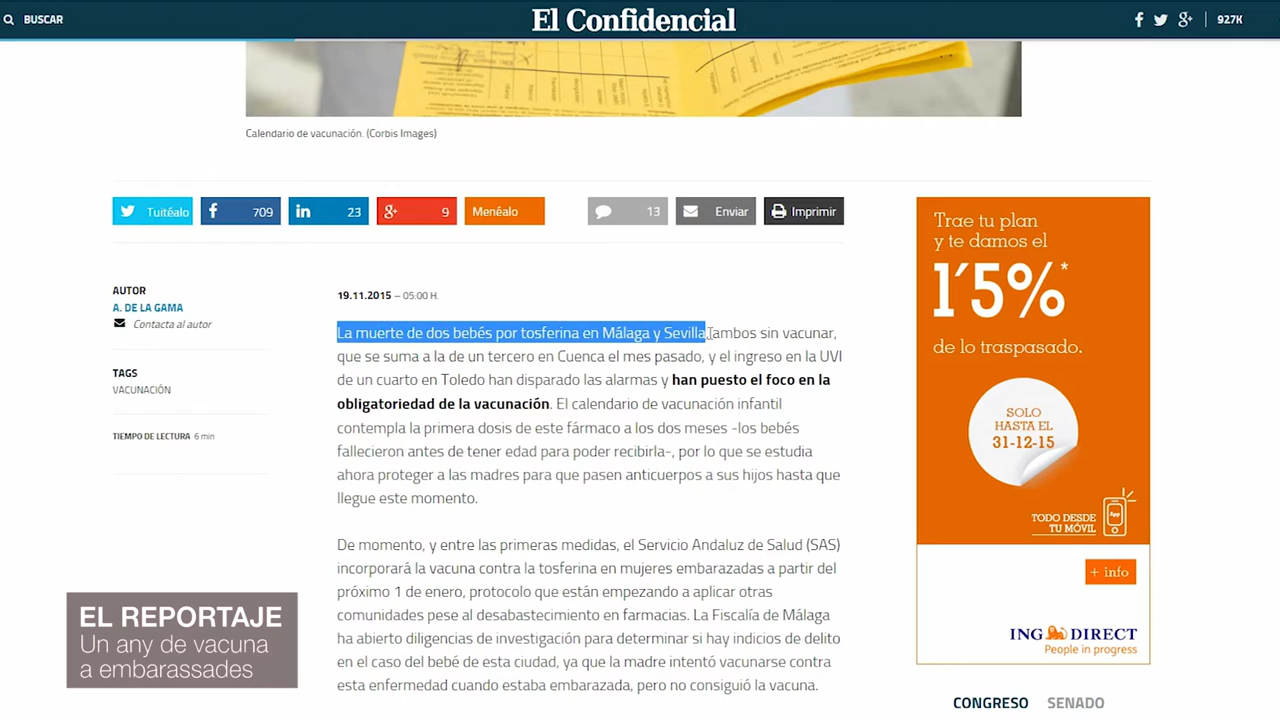 BUSCAR
El Confidencial
927K
Calendario de vacunación. (Corbis Images)
Tuitéalo
709
23
9
Menéalo
13
Enviar
Imprimir
AUTOR
A. DE LA GAMA
Contacta al autor
TAGS
VACUNACIÓN
TIEMPO DE LECTURA 6 min
19.11.2015 – 05:00 H.
La muerte de dos bebés por tosferina en Málaga y Sevilla, ambos sin vacunar,
que se suma a la de un tercero en Cuenca el mes pasado, y el ingreso en la UVI
de un cuarto en Toledo han disparado las alarmas y han puesto el foco en la
obligatoriedad de la vacunación. El calendario de vacunación infantil
contempla la primera dosis de este fármaco a los dos meses -los bebés
fallecieron antes de tener edad para poder recibirla-, por lo que se estudia
ahora proteger a las madres para que pasen anticuerpos a sus hijos hasta que
llegue este momento.
De momento, y entre las primeras medidas, el Servicio Andaluz de Salud (SAS)
incorporará la vacuna contra la tosferina en mujeres embarazadas a partir del
próximo 1 de enero, protocolo que están empezando a aplicar otras
comunidades pese al desabastecimiento en farmacias. La Fiscalía de Málaga
ha abierto diligencias de investigación para determinar si hay indicios de delito
en el caso del bebé de esta ciudad, ya que la madre intentó vacunarse contra
esta enfermedad cuando estaba embarazada, pero no consiguió la vacuna.
Trae tu plan
y te damos el
1'5%*
de lo traspasado.
SOLO
HASTA EL
31-12-15
TODO DESDE
TU MÓVIL
App
+ info
ING DIRECT
People in progress
CONGRESO SENADO
EL REPORTAJE
Un any de vacuna
a embarassades